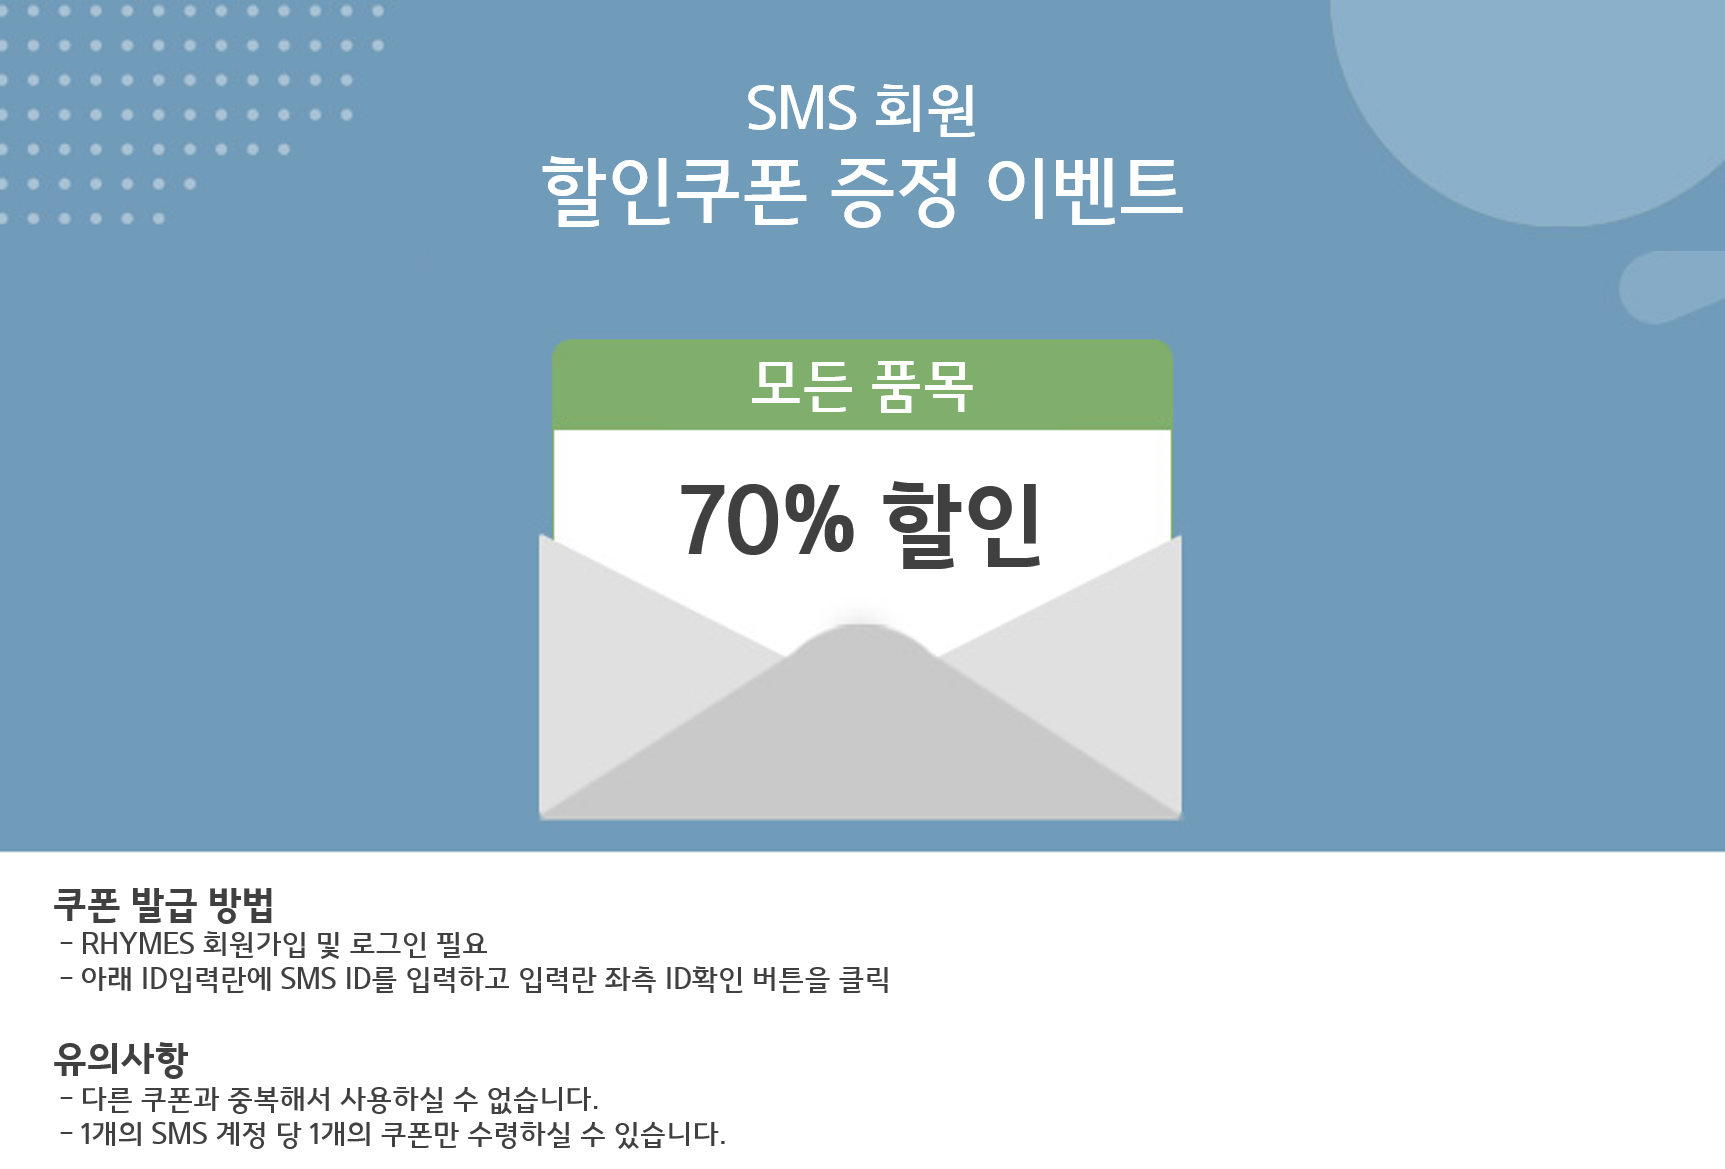 SMS 회원
할인쿠폰 증정 이벤트
모든 품목
70% 할인
쿠폰 발급 방법
- RHYMES 회원가입 및 로그인 필요
- 아래 ID입력란에 SMS ID를 입력하고 입력란 좌측 ID확인 버튼을 클릭
유의사항
- 다른 쿠폰과 중복해서 사용하실 수 없습니다.
- 1개의 SMS 계정 당 1개의 쿠폰만 수령하실 수 있습니다.